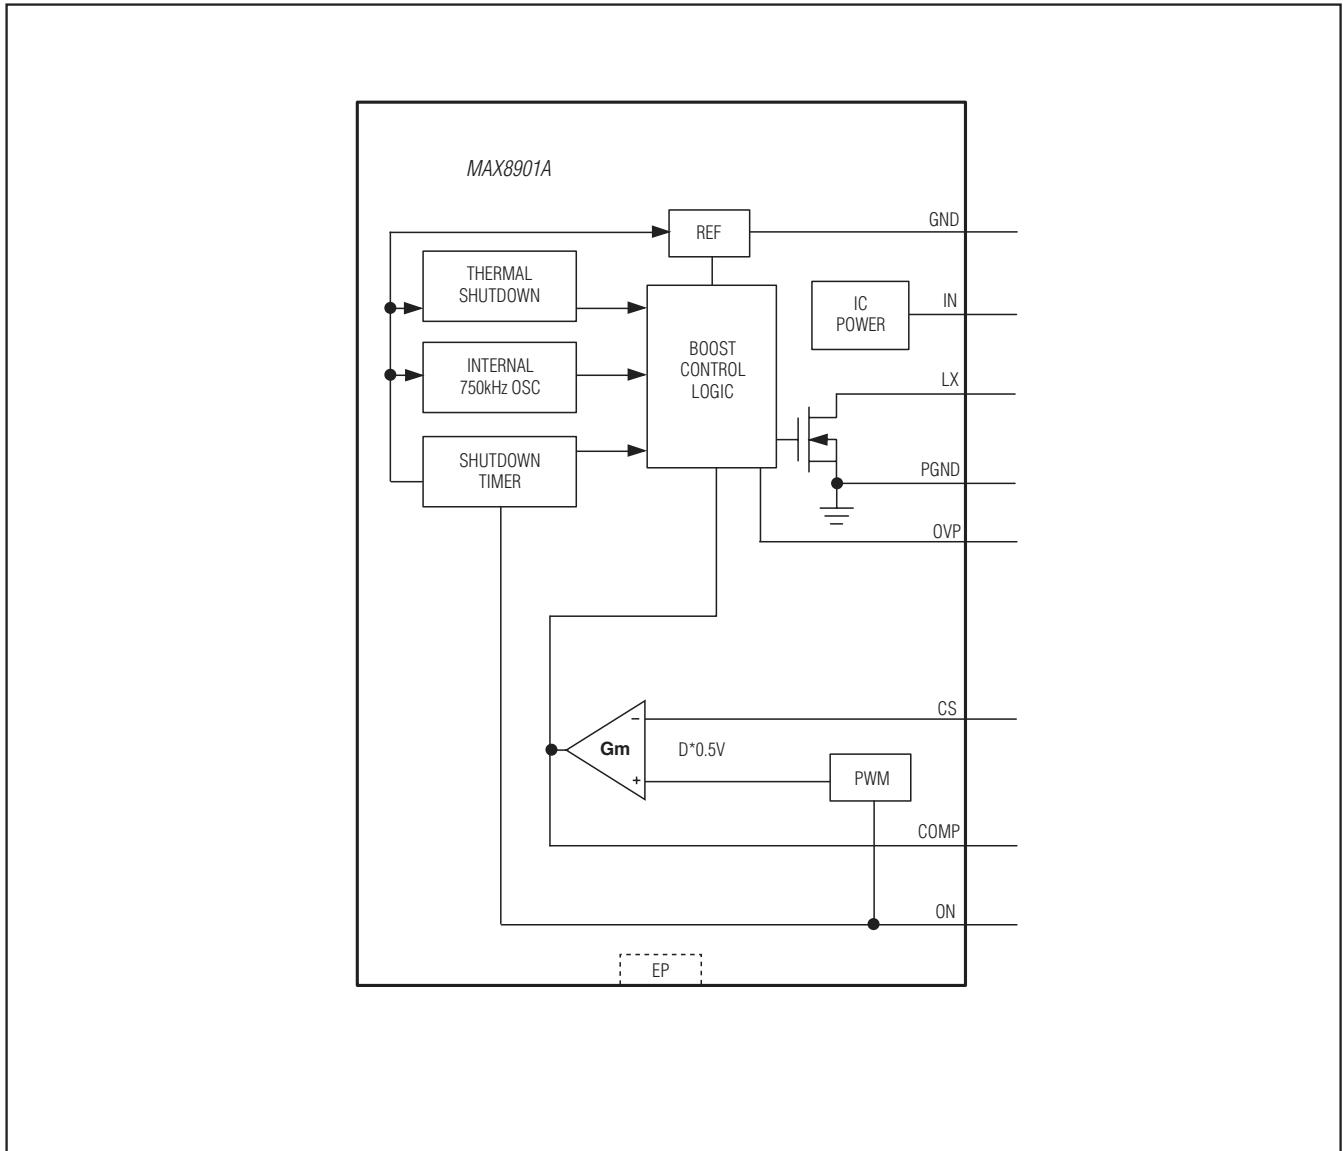 MAX8901A
REF
GND
THERMAL
SHUTDOWN
IC
POWER
IN
INTERNAL
750kHz OSC
BOOST
CONTROL
LOGIC
LX
SHUTDOWN
TIMER
PGND
OVP
CS
−
Gm
D*0.5V
+
PWM
COMP
ON
EP